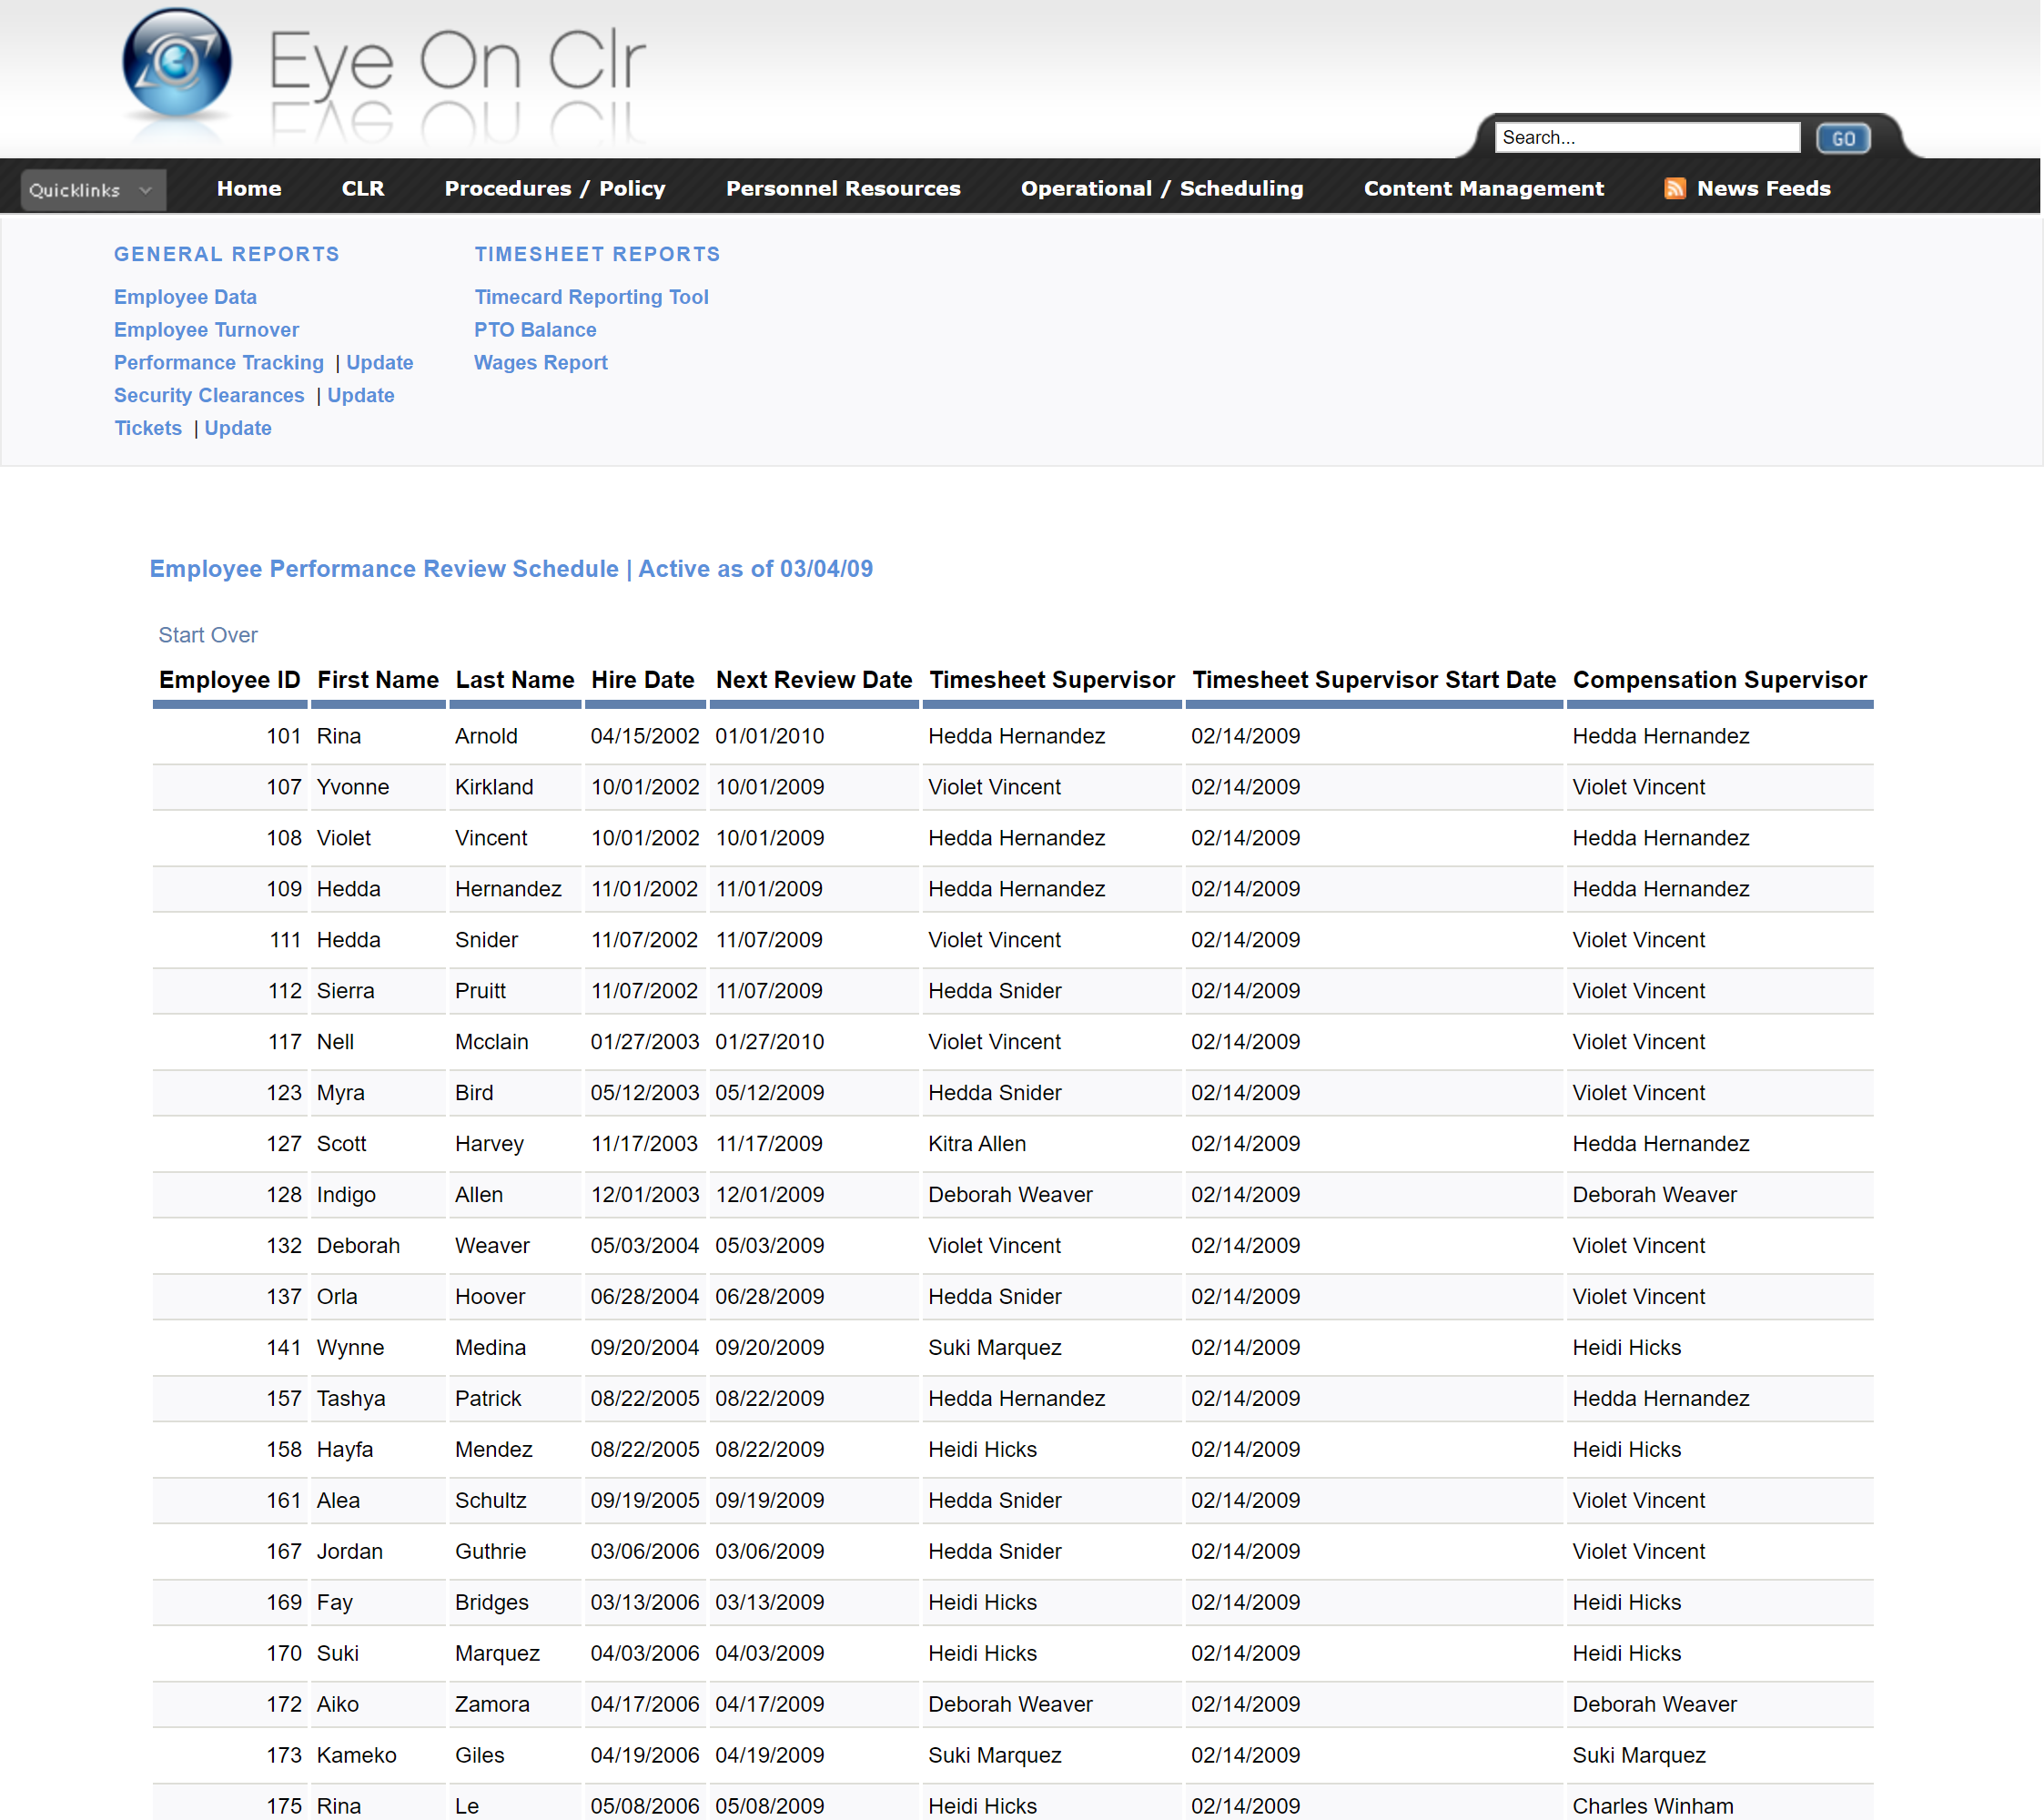 Eye On Clr
Search...
GO
Quicklinks
Home CLR Procedures / Policy Personnel Resources Operational / Scheduling Content Management News Feeds
GENERAL REPORTS
Employee Data
Employee Turnover
Performance Tracking | Update
Security Clearances | Update
Tickets | Update
TIMESHEET REPORTS
Timecard Reporting Tool
PTO Balance
Wages Report
Employee Performance Review Schedule | Active as of 03/04/09
Start Over
Employee ID First Name Last Name Hire Date Next Review Date Timesheet Supervisor Timesheet Supervisor Start Date Compensation Supervisor
101 Rina Arnold 04/15/2002 01/01/2010 Hedda Hernandez 02/14/2009 Hedda Hernandez
107 Yvonne Kirkland 10/01/2002 10/01/2009 Violet Vincent 02/14/2009 Violet Vincent
108 Violet Vincent 10/01/2002 10/01/2009 Hedda Hernandez 02/14/2009 Hedda Hernandez
109 Hedda Hernandez 11/01/2002 11/01/2009 Hedda Hernandez 02/14/2009 Hedda Hernandez
111 Hedda Snider 11/07/2002 11/07/2009 Violet Vincent 02/14/2009 Violet Vincent
112 Sierra Pruitt 11/07/2002 11/07/2009 Hedda Snider 02/14/2009 Violet Vincent
117 Nell Mcclain 01/27/2003 01/27/2010 Violet Vincent 02/14/2009 Violet Vincent
123 Myra Bird 05/12/2003 05/12/2009 Hedda Snider 02/14/2009 Violet Vincent
127 Scott Harvey 11/17/2003 11/17/2009 Kitra Allen 02/14/2009 Hedda Hernandez
128 Indigo Allen 12/01/2003 12/01/2009 Deborah Weaver 02/14/2009 Deborah Weaver
132 Deborah Weaver 05/03/2004 05/03/2009 Violet Vincent 02/14/2009 Violet Vincent
137 Orla Hoover 06/28/2004 06/28/2009 Hedda Snider 02/14/2009 Violet Vincent
141 Wynne Medina 09/20/2004 09/20/2009 Suki Marquez 02/14/2009 Heidi Hicks
157 Tashya Patrick 08/22/2005 08/22/2009 Hedda Hernandez 02/14/2009 Hedda Hernandez
158 Hayfa Mendez 08/22/2005 08/22/2009 Heidi Hicks 02/14/2009 Heidi Hicks
161 Alea Schultz 09/19/2005 09/19/2009 Hedda Snider 02/14/2009 Violet Vincent
167 Jordan Guthrie 03/06/2006 03/06/2009 Hedda Snider 02/14/2009 Violet Vincent
169 Fay Bridges 03/13/2006 03/13/2009 Heidi Hicks 02/14/2009 Heidi Hicks
170 Suki Marquez 04/03/2006 04/03/2009 Heidi Hicks 02/14/2009 Heidi Hicks
172 Aiko Zamora 04/17/2006 04/17/2009 Deborah Weaver 02/14/2009 Deborah Weaver
173 Kameko Giles 04/19/2006 04/19/2009 Suki Marquez 02/14/2009 Suki Marquez
175 Rina Le 05/08/2006 05/08/2009 Heidi Hicks 02/14/2009 Charles Winham